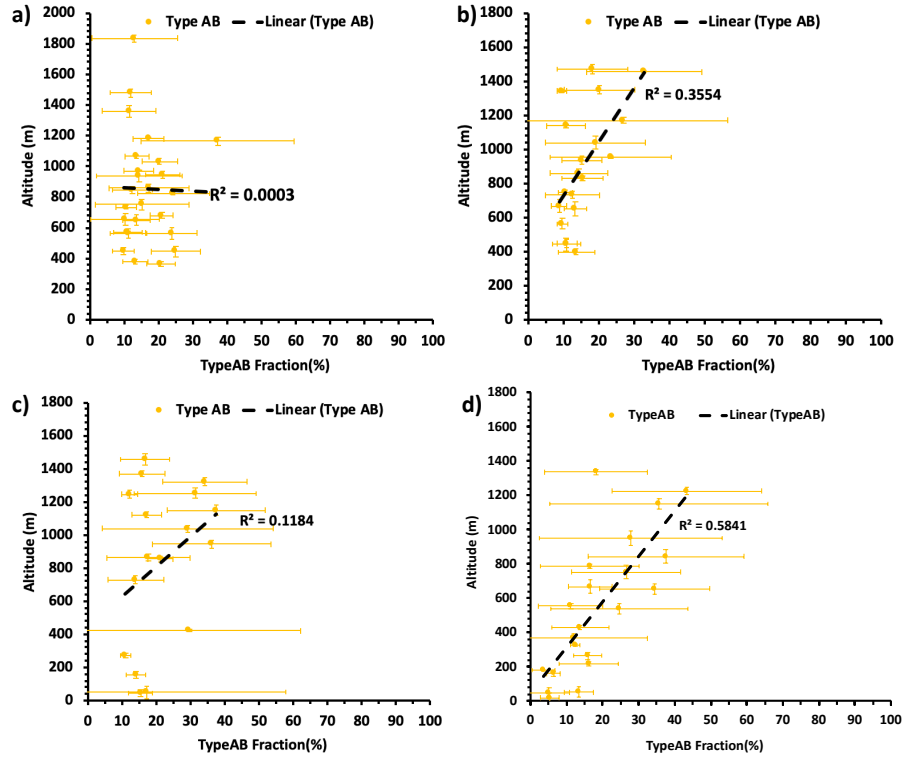 a)
Type AB
Linear (Type AB)
2000
1800
1600
1400
1200
1000
800
600
400
200
0
Altitude (m)
R² = 0.0003
0 10 20 30 40 50 60 70 80 90 100
TypeAB Fraction(%)
b)
Type AB
Linear (Type AB)
1800
1600
1400
1200
1000
800
600
400
200
0
Altitude (m)
R² = 0.3554
0 10 20 30 40 50 60 70 80 90 100
TypeAB Fraction(%)
c)
Type AB
Linear (Type AB)
1800
1600
1400
1200
1000
800
600
400
200
0
Altitude (m)
R² = 0.1184
0 10 20 30 40 50 60 70 80 90 100
TypeAB Fraction(%)
d)
TypeAB
Linear (TypeAB)
1800
1600
1400
1200
1000
800
600
400
200
0
Altitude (m)
R² = 0.5841
0 10 20 30 40 50 60 70 80 90 100
TypeAB Fraction(%)